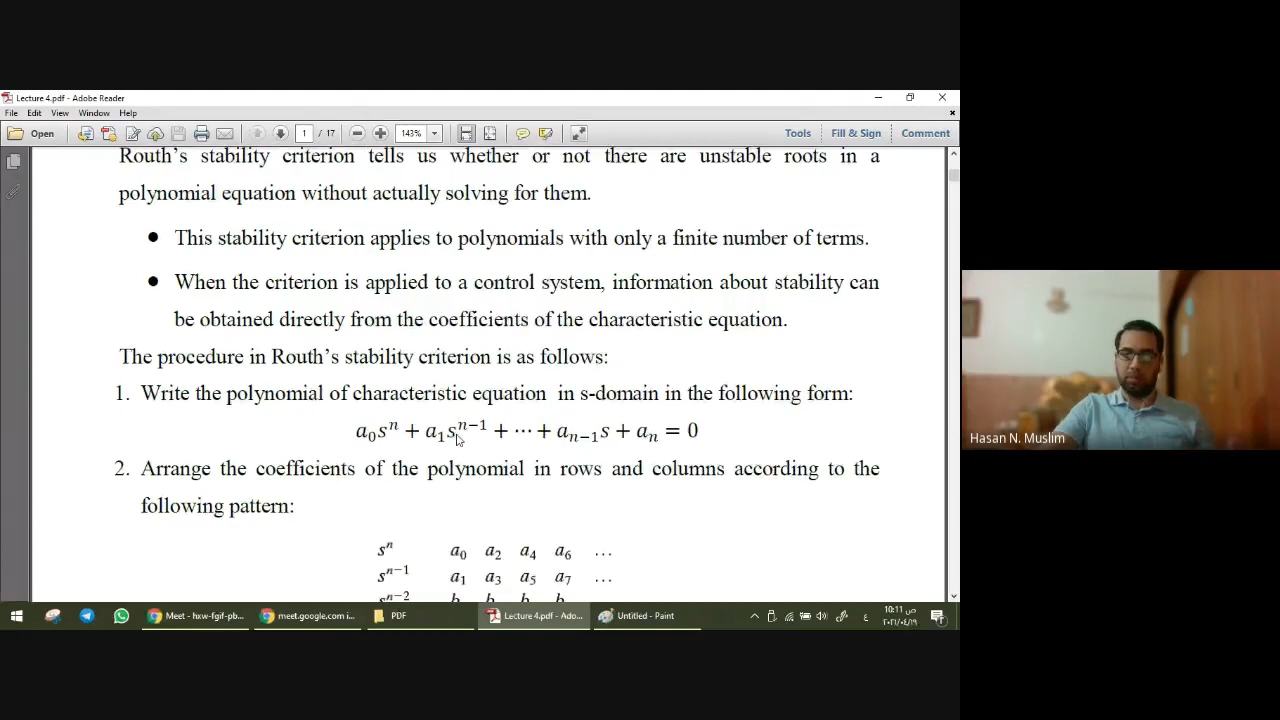 Lecture 4.pdf - Adobe Reader
File Edit View Window Help
Open 1 / 17 143% Tools Fill & Sign Comment
Routh’s stability criterion tells us whether or not there are unstable roots in a
polynomial equation without actually solving for them.
● This stability criterion applies to polynomials with only a finite number of terms.
● When the criterion is applied to a control system, information about stability can
be obtained directly from the coefficients of the characteristic equation.
The procedure in Routh’s stability criterion is as follows:
1. Write the polynomial of characteristic equation in s-domain in the following form:
a₀sⁿ + a₁sⁿ⁻¹ + ⋯ + aₙ₋₁s + aₙ = 0
2. Arrange the coefficients of the polynomial in rows and columns according to the
following pattern:
sⁿ a₀ a₂ a₄ a₆ …
sⁿ⁻¹ a₁ a₃ a₅ a₇ …
sⁿ⁻²
Hasan N. Muslim
Meet - hxw-fgif-pb... meet.google.com i... PDF Lecture 4.pdf - Ado... Untitled - Paint ع 10:11 ص
٢٠٢١/٠٤/١٩